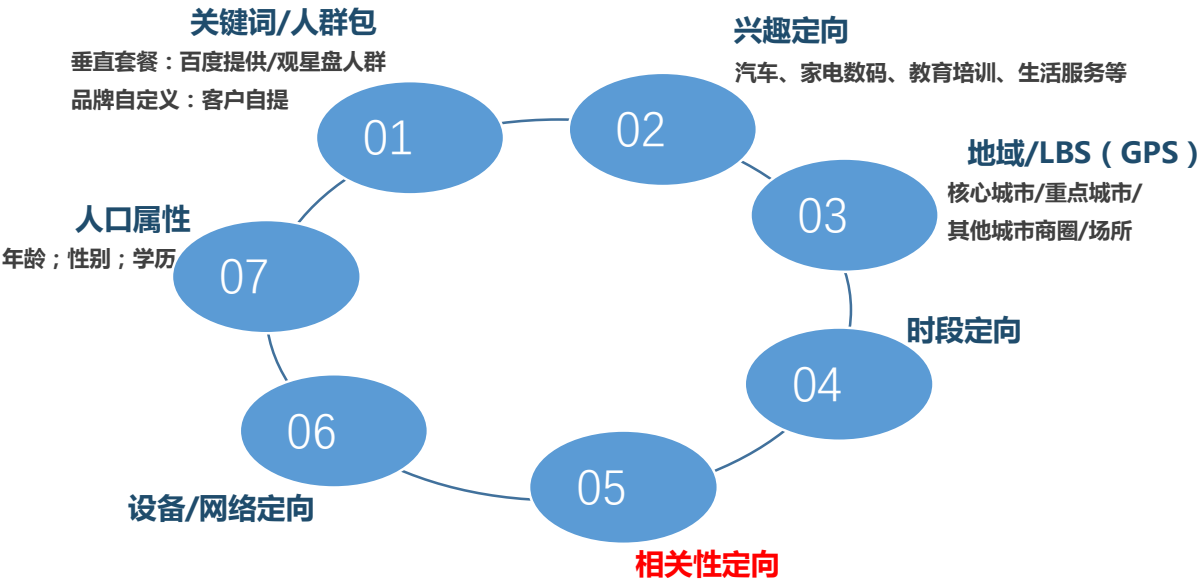 关键词/人群包
垂直套餐：百度提供/观星盘人群
品牌自定义：客户自提
01
兴趣定向
汽车、家电数码、教育培训、生活服务等
02
地域/LBS（GPS）
核心城市/重点城市/
其他城市商圈/场所
03
时段定向
04
05
相关性定向
06
设备/网络定向
人口属性
年龄；性别；学历
07